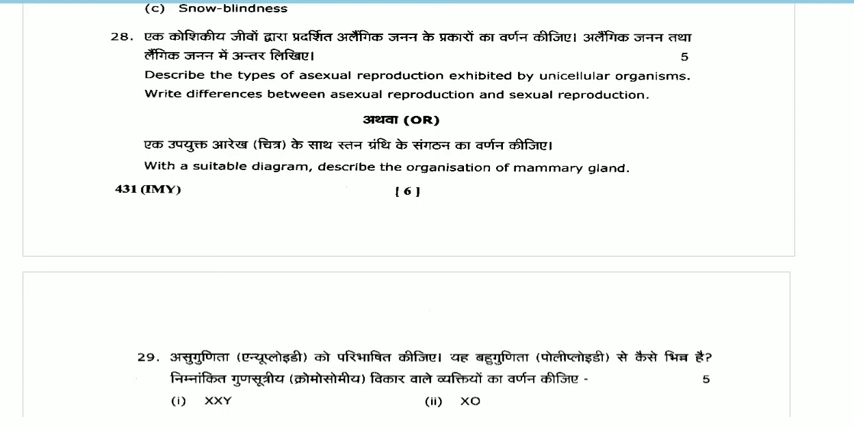 (c) Snow-blindness
28. एक कोशिकीय जीवों द्वारा प्रदर्शित अलैंगिक जनन के प्रकारों का वर्णन कीजिए। अलैंगिक जनन तथा
लैंगिक जनन में अन्तर लिखिए। 5
Describe the types of asexual reproduction exhibited by unicellular organisms.
Write differences between asexual reproduction and sexual reproduction.
अथवा (OR)
एक उपयुक्त आरेख (चित्र) के साथ स्तन ग्रंथि के संगठन का वर्णन कीजिए।
With a suitable diagram, describe the organisation of mammary gland.
431 (IMY) [ 6 ]
29. असुगुणिता (एन्यूप्लोइडी) को परिभाषित कीजिए। यह बहुगुणिता (पोलीप्लोइडी) से कैसे भिन्न है?
निम्नांकित गुणसूत्रीय (क्रोमोसोमीय) विकार वाले व्यक्तियों का वर्णन कीजिए - 5
(i) XXY (ii) XO